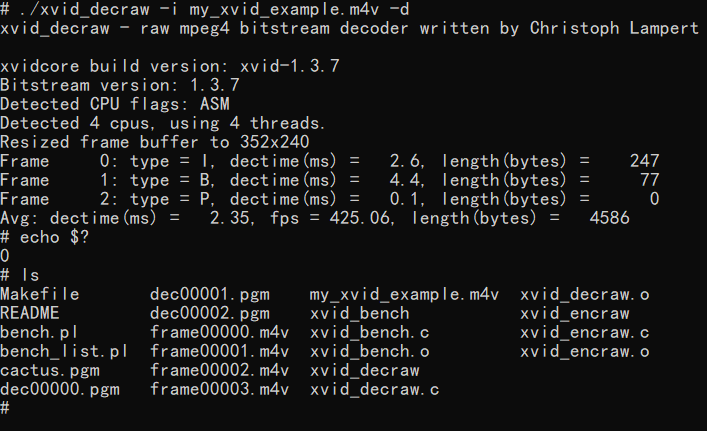 # ./xvid_decraw -i my_xvid_example.m4v -d
xvid_decraw - raw mpeg4 bitstream decoder written by Christoph Lampert
xvidcore build version: xvid-1.3.7
Bitstream version: 1.3.7
Detected CPU flags: ASM
Detected 4 cpus, using 4 threads.
Resized frame buffer to 352x240
Frame     0: type = I, dectime(ms) =   2.6, length(bytes) =     247
Frame     1: type = B, dectime(ms) =   4.4, length(bytes) =      77
Frame     2: type = P, dectime(ms) =   0.1, length(bytes) =       0
Avg: dectime(ms) =   2.35, fps = 425.06, length(bytes) =   4586
# echo $?
0
# ls
Makefile       dec00001.pgm    my_xvid_example.m4v  xvid_decraw.o
README         dec00002.pgm    xvid_bench           xvid_encraw
bench.pl       frame00000.m4v  xvid_bench.c         xvid_encraw.c
bench_list.pl  frame00001.m4v  xvid_bench.o         xvid_encraw.o
cactus.pgm     frame00002.m4v  xvid_decraw
dec00000.pgm   frame00003.m4v  xvid_decraw.c
#